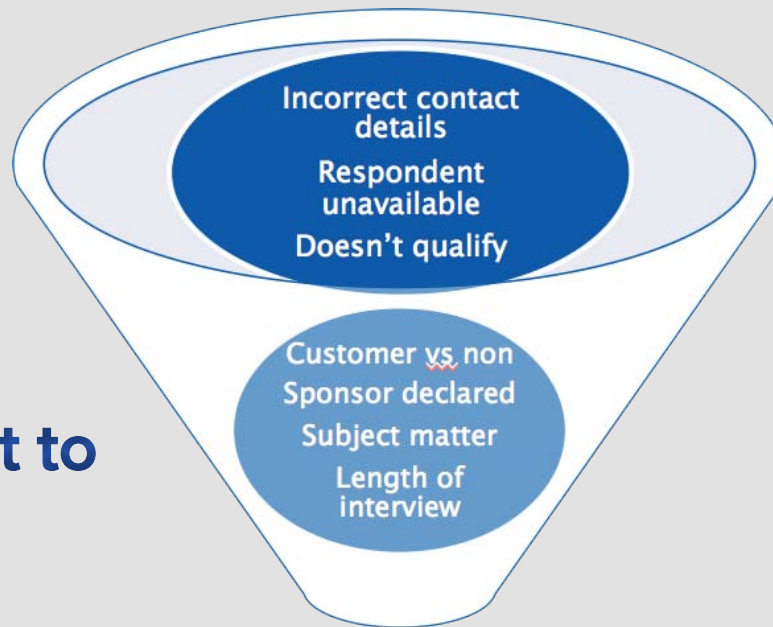 Incorrect contact
details
Respondent
unavailable
Doesn't qualify
Customer vs non
Sponsor declared
t to
Subject matter
Length of
interview